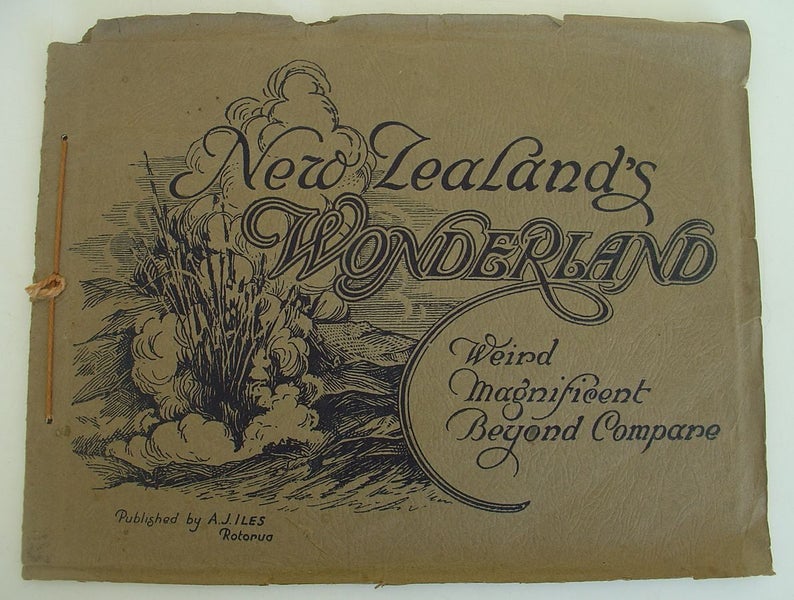 New Zealand's
WONDERLAND
Weird
Magnificent
Beyond Compare
Published by A.J. ILES
Rotorua